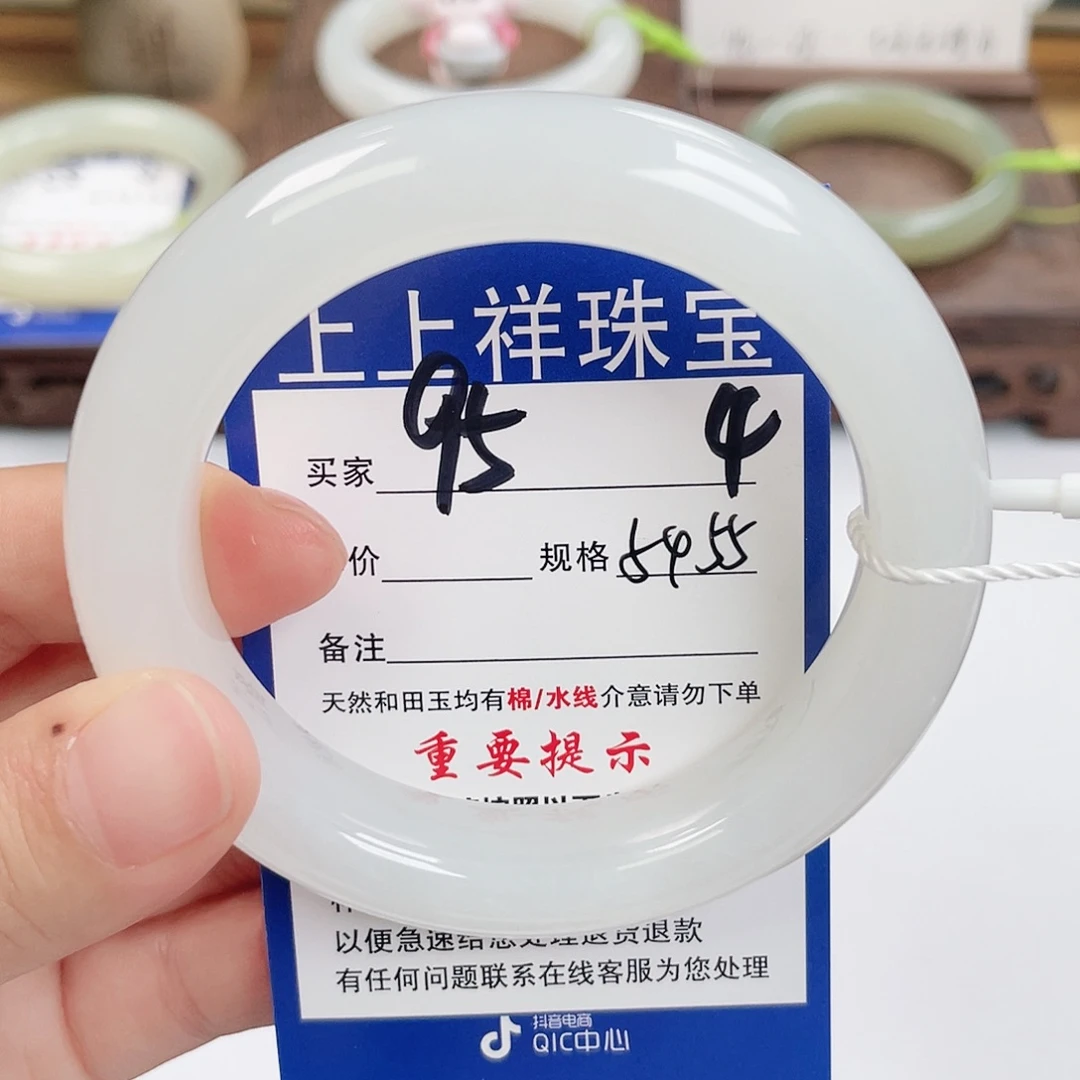 上上祥珠宝
95 4
买家
价 规格 5455
备注
天然和田玉均有棉/水线介意请勿下单
重要提示
以便急速给您处理退货退款
有任何问题联系在线客服为您处理
抖音电商
QIC中心